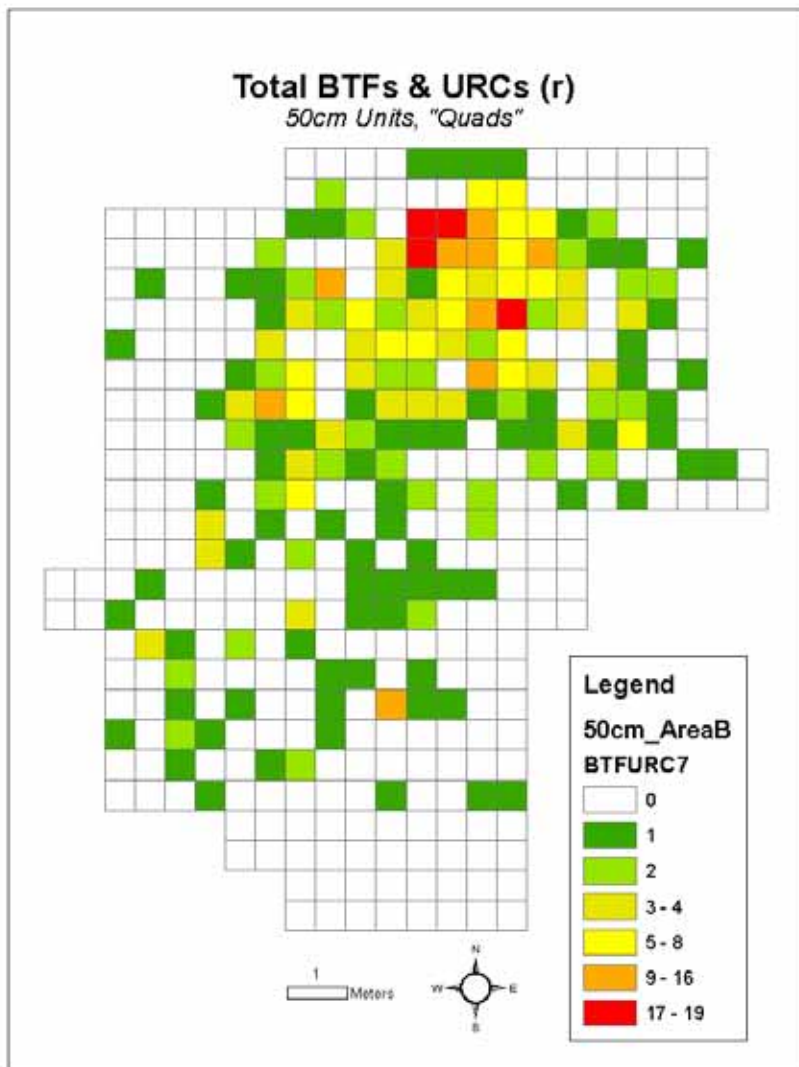 Total BTFs & URCs (r)
50cm Units, "Quads"
Legend
50cm_AreaB
BTFURC7
0
1
2
3 - 4
5 - 8
9 - 16
17 - 19
1
Meters
N
W E
S